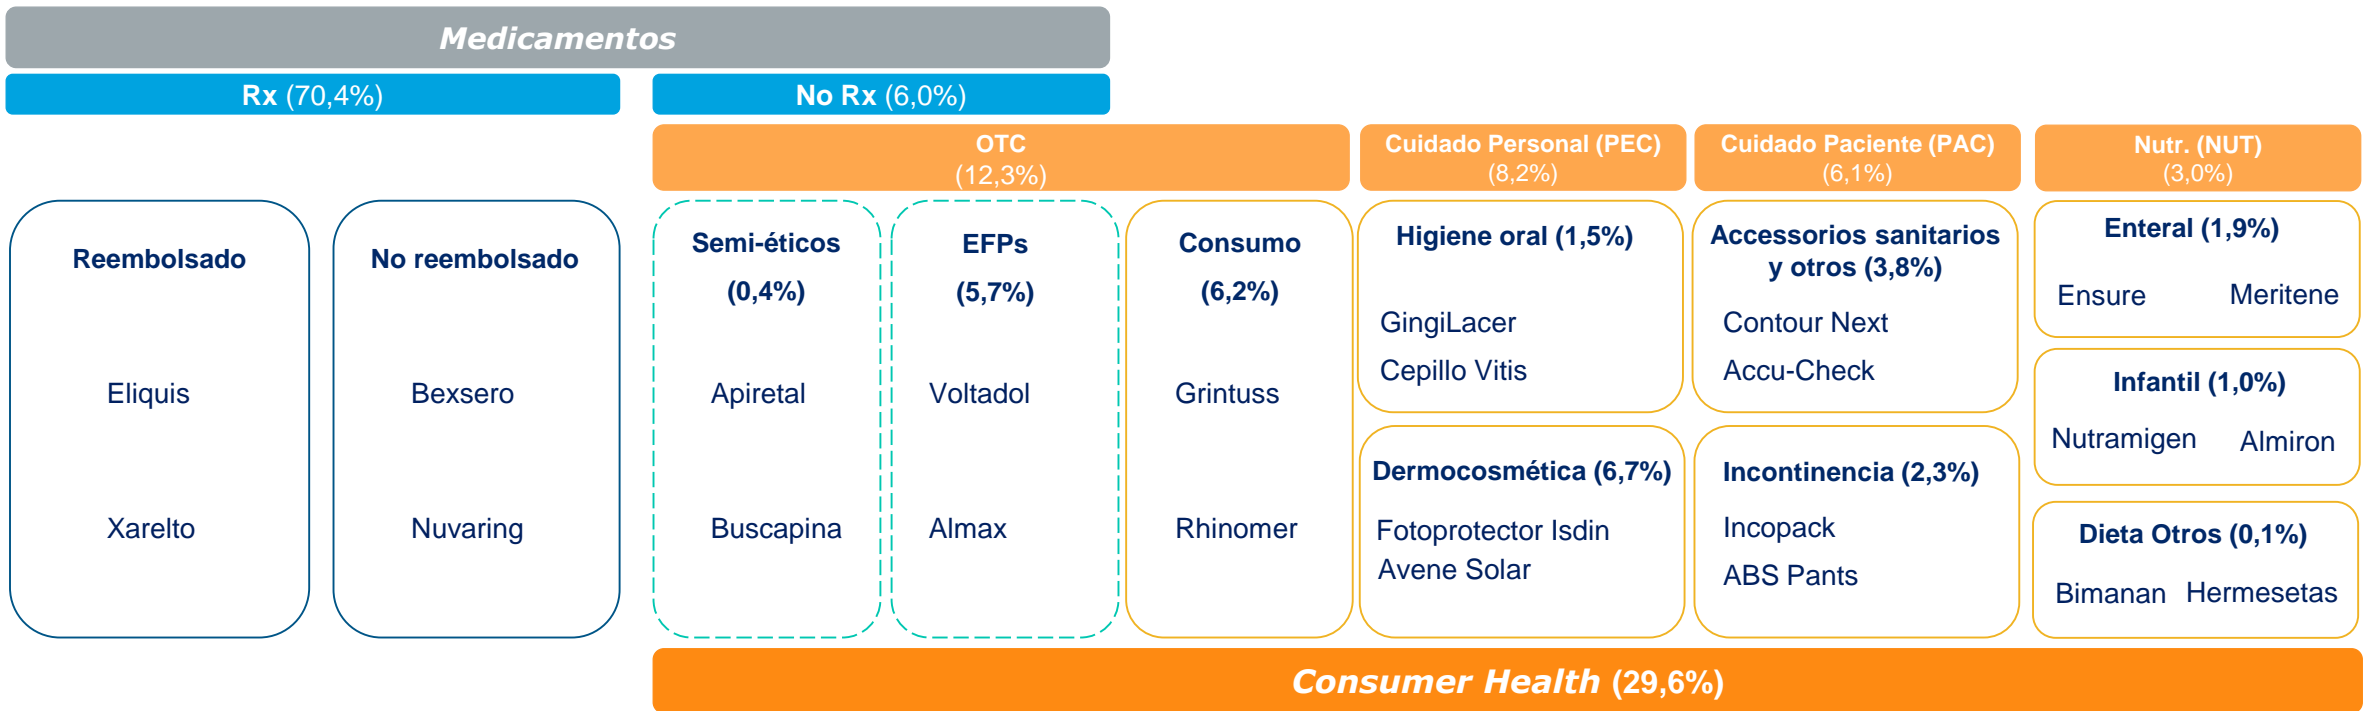 Medicamentos
Rx (70,4%)
No Rx (6,0%)
OTC
(12,3%)
Cuidado Personal (PEC)
(8,2%)
Cuidado Paciente (PAC)
(6,1%)
Nutr. (NUT)
(3,0%)
Reembolsado
Eliquis
Xarelto
No reembolsado
Bexsero
Nuvaring
Semi-éticos
(0,4%)
Apiretal
Buscapina
EFPs
(5,7%)
Voltadol
Almax
Consumo
(6,2%)
Grintuss
Rhinomer
Higiene oral (1,5%)
GingiLacer
Cepillo Vitis
Dermocosmética (6,7%)
Fotoprotector Isdin
Avene Solar
Accessorios sanitarios
y otros (3,8%)
Contour Next
Accu-Check
Incontinencia (2,3%)
Incopack
ABS Pants
Enteral (1,9%)
Ensure Meritene
Infantil (1,0%)
Nutramigen Almiron
Dieta Otros (0,1%)
Bimanan Hermesetas
Consumer Health (29,6%)